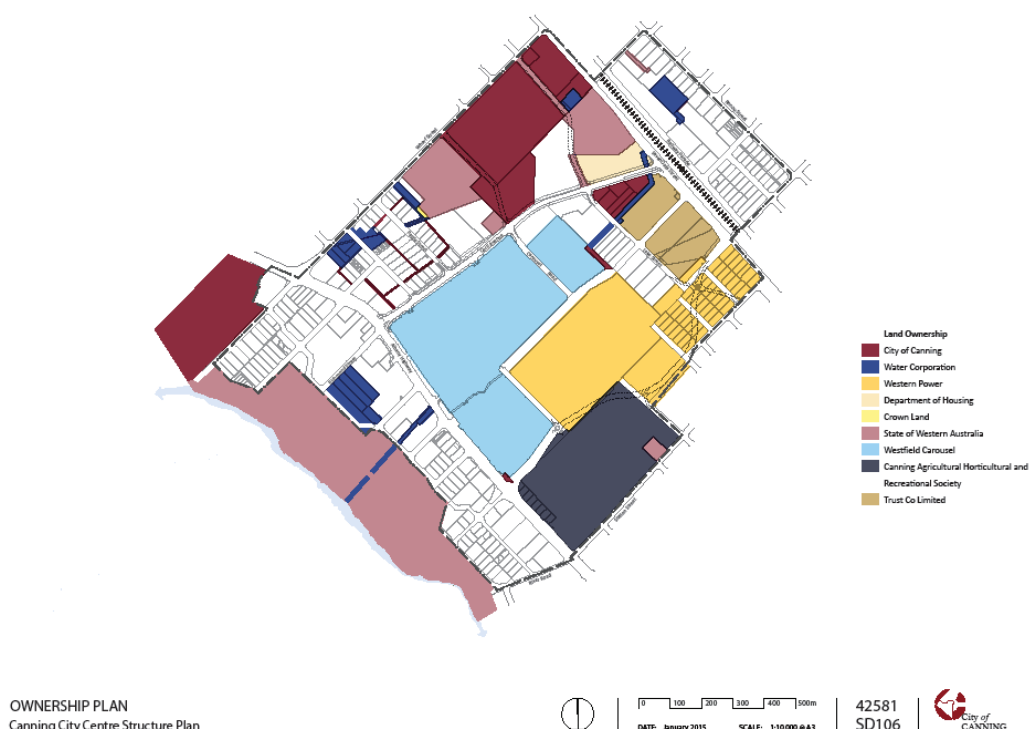 Land Ownership
City of Canning
Water Corporation
Western Power
Department of Housing
Crown Land
State of Western Australia
Westfield Carousel
Canning Agricultural Horticultural and
Recreational Society
Trust Co Limited
OWNERSHIP PLAN
Canning City Centre Structure Plan
0 100 200 300 400 500m
DATE: January 2015 SCALE: 1:10 000 @ A3
42581
SD106
City of
CANNING